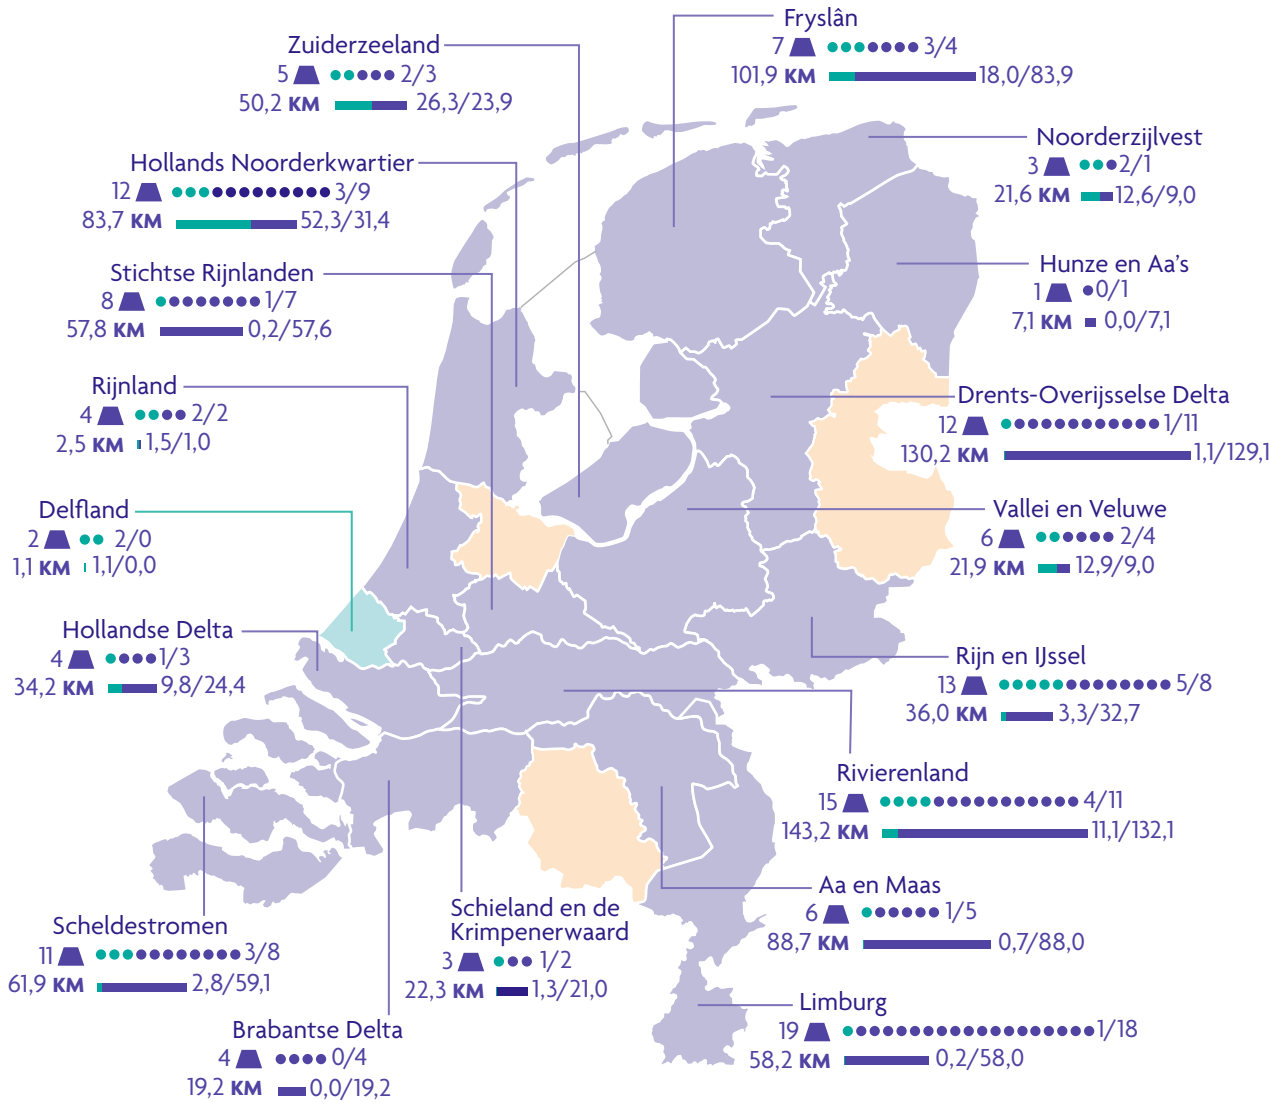 Fryslân
7 3/4
101,9 KM 18,0/83,9
Zuiderzeeland
5 2/3
50,2 KM 26,3/23,9
Noorderzijlvest
3 2/1
21,6 KM 12,6/9,0
Hollands Noorderkwartier
12 3/9
83,7 KM 52,3/31,4
Hunze en Aa's
1 0/1
7,1 KM 0,0/7,1
Stichtse Rijnlanden
8 1/7
57,8 KM 0,2/57,6
Rijnland
4 2/2
2,5 KM 1,5/1,0
Drents-Overijsselse Delta
12 1/11
130,2 KM 1,1/129,1
Delfland
2 2/0
1,1 KM 1,1/0,0
Vallei en Veluwe
6 2/4
21,9 KM 12,9/9,0
Hollandse Delta
4 1/3
34,2 KM 9,8/24,4
Rijn en IJssel
13 5/8
36,0 KM 3,3/32,7
Rivierenland
15 4/11
143,2 KM 11,1/132,1
Aa en Maas
6 1/5
88,7 KM 0,7/88,0
Schieland en de
Krimpenerwaard
3 1/2
22,3 KM 1,3/21,0
Scheldestromen
11 3/8
61,9 KM 2,8/59,1
Limburg
19 1/18
58,2 KM 0,2/58,0
Brabantse Delta
4 0/4
19,2 KM 0,0/19,2